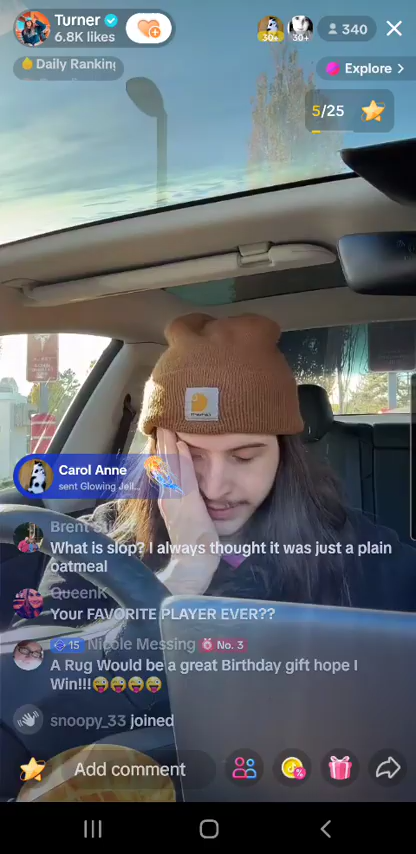 Turner
6.8K likes
30+
30+
340
Daily Ranking
Explore
5/25
Carol Anne
sent Glowing Jell...
Brent
What is slop? I always thought it was just a plain
oatmeal
QueenK
Your FAVORITE PLAYER EVER??
15 Nicole Messing No. 3
A Rug Would be a great Birthday gift hope I
Win!!!😜😜😜😜
snoopy_33 joined
Add comment